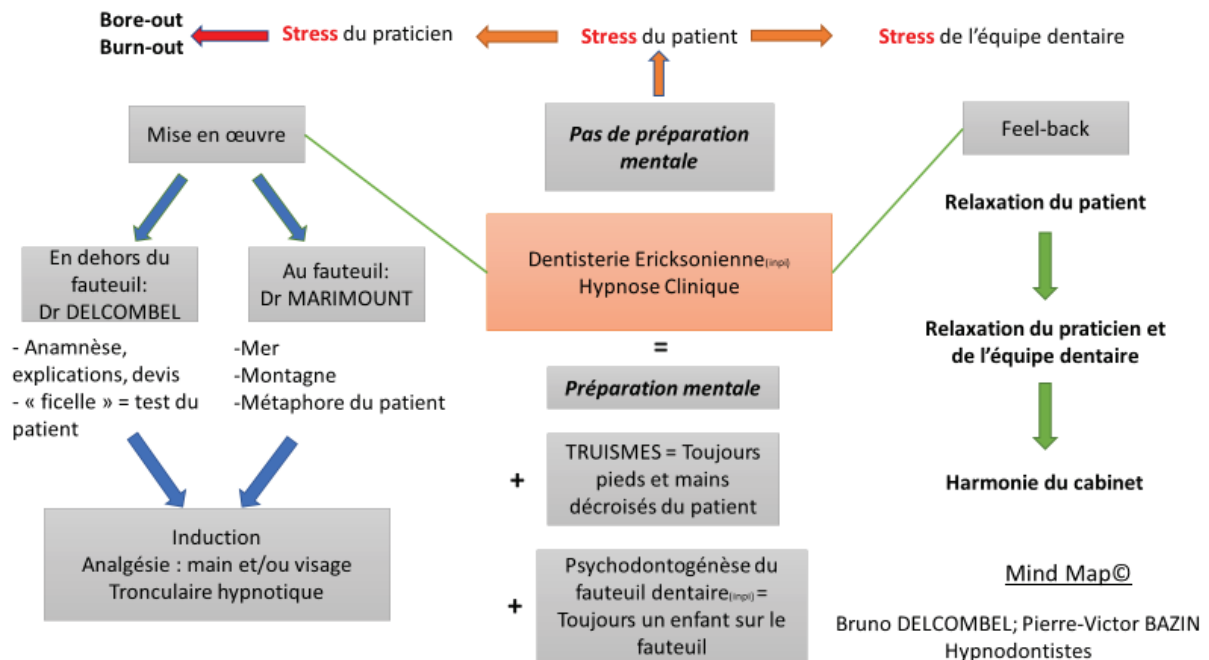 Bore-out
Burn-out
Stress du praticien
Stress du patient
Stress de l'équipe dentaire
Mise en œuvre
Pas de préparation
mentale
Feel-back
En dehors du
fauteuil:
Dr DELCOMBEL
Au fauteuil:
Dr MARIMOUNT
Dentisterie Ericksonienne(inpi)
Hypnose Clinique
Relaxation du patient
- Anamnèse,
explications, devis
- « ficelle » = test du
patient
-Mer
-Montagne
-Métaphore du patient
=
Préparation mentale
Relaxation du praticien et
de l'équipe dentaire
+
TRUISMES = Toujours
pieds et mains
décroisés du patient
Harmonie du cabinet
Induction
Analgésie : main et/ou visage
Tronculaire hypnotique
+
Psychodontogénèse du
fauteuil dentaire(inpi) =
Toujours un enfant sur le
fauteuil
Mind Map©
Bruno DELCOMBEL; Pierre-Victor BAZIN
Hypnodontistes